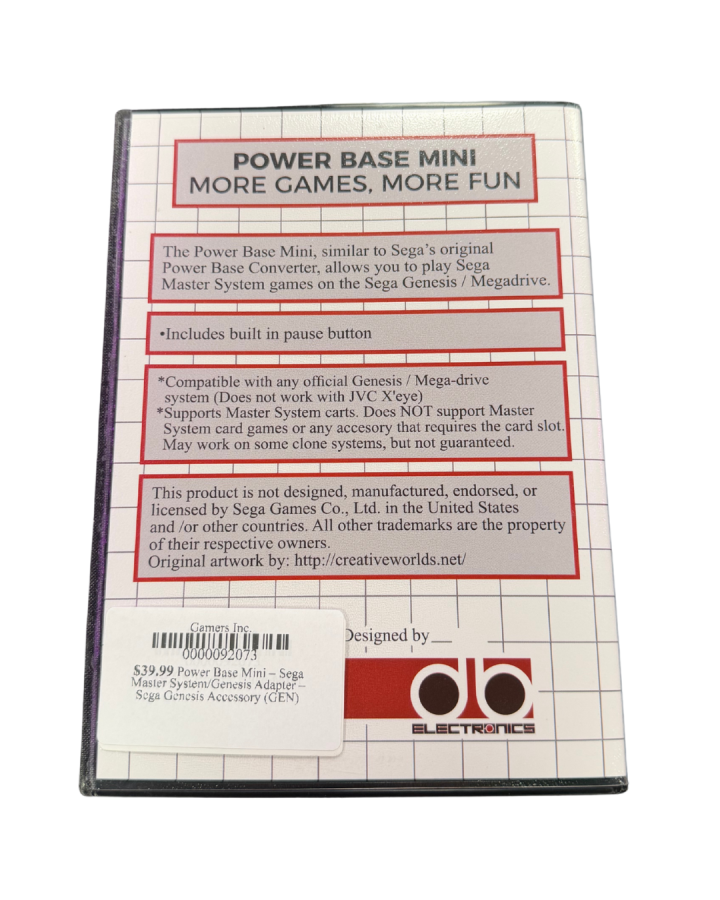 POWER BASE MINI
MORE GAMES, MORE FUN
The Power Base Mini, similar to Sega's original
Power Base Converter, allows you to play Sega
Master System games on the Sega Genesis / Megadrive.
•Includes built in pause button
*Compatible with any official Genesis / Mega-drive
system (Does not work with JVC X'eye)
*Supports Master System carts. Does NOT support Master
System card games or any accesory that requires the card slot.
May work on some clone systems, but not guaranteed.
This product is not designed, manufactured, endorsed, or
licensed by Sega Games Co., Ltd. in the United States
and /or other countries. All other trademarks are the property
of their respective owners.
Original artwork by: http://creativeworlds.net/
Gamers Inc.
0000092073
$39.99 Power Base Mini – Sega
Master System/Genesis Adapter –
Sega Genesis Accessory (GEN)
Designed by
db
ELECTRONICS